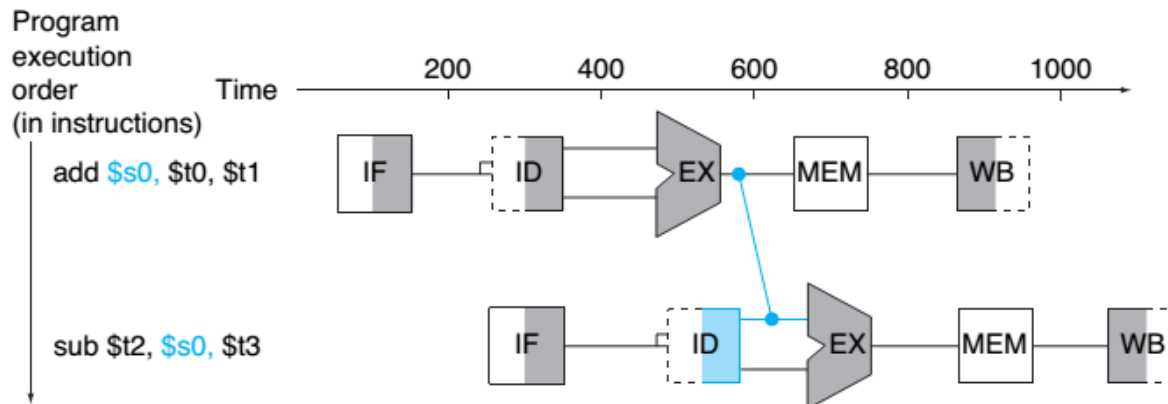 Program
execution
order
(in instructions)
Time
200 400 600 800 1000
add $s0, $t0, $t1
IF ID EX MEM WB
sub $t2, $s0, $t3
IF ID EX MEM WB